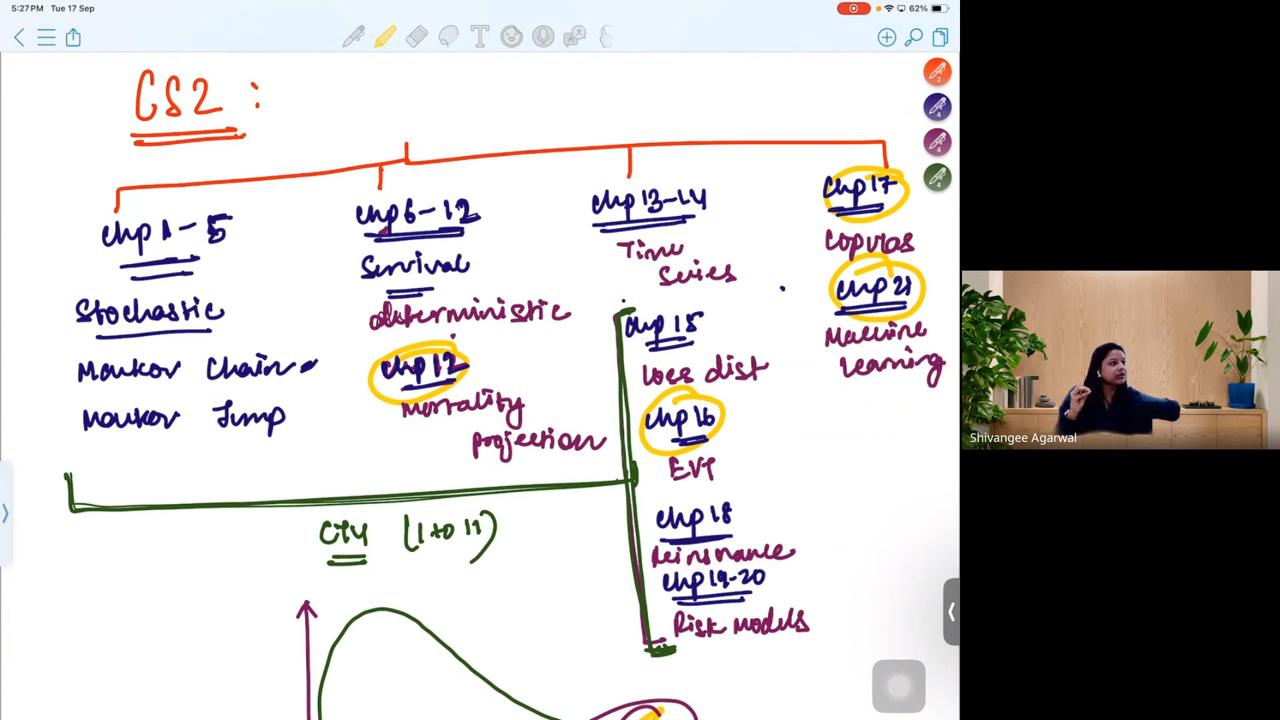 5:27 PM Tue 17 Sep
62%
CS2 :
Chp 1-5
Stochastic
Markov Chain
Markov Jump
Chp 6-12
Survival
deterministic
Chp 12
Mortality
projection
Chp 13-14
Time
Series
Chp 15
Loss dist
Chp 16
EVT
Chp 18
Reinsurance
Chp 19-20
Risk models
Chp 17
Copulas
Chp 21
Machine
learning
CT4 (1 to 11)
Shivangee Agarwal